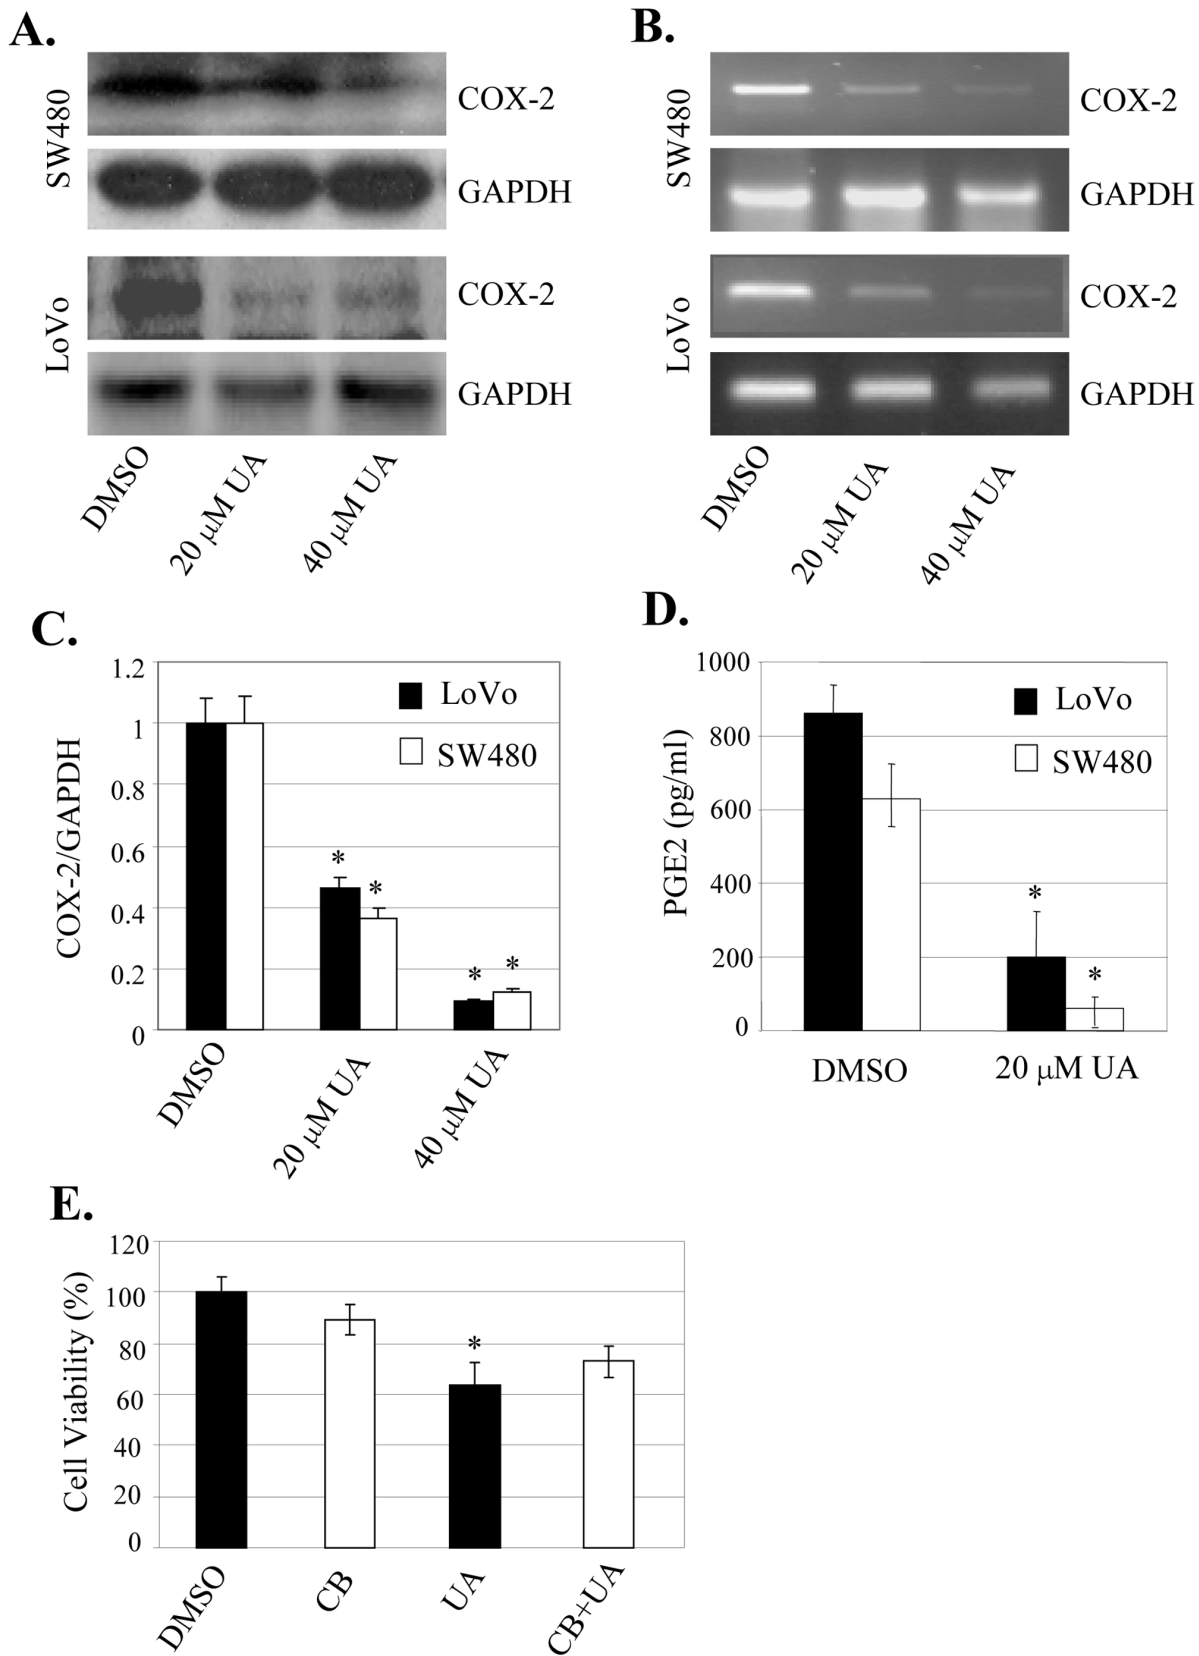 A.
SW480
COX-2
GAPDH
LoVo
COX-2
GAPDH
DMSO
20 μM UA
40 μM UA
B.
SW480
COX-2
GAPDH
LoVo
COX-2
GAPDH
DMSO
20 μM UA
40 μM UA
C.
COX-2/GAPDH
1.2
1
0.8
0.6
0.4
0.2
0
LoVo
SW480
*
*
*
*
DMSO
20 μM UA
40 μM UA
D.
PGE2 (pg/ml)
1000
800
600
400
200
0
LoVo
SW480
*
*
DMSO
20 μM UA
E.
Cell Viability (%)
120
100
80
60
40
20
0
*
DMSO
CB
UA
CB+UA